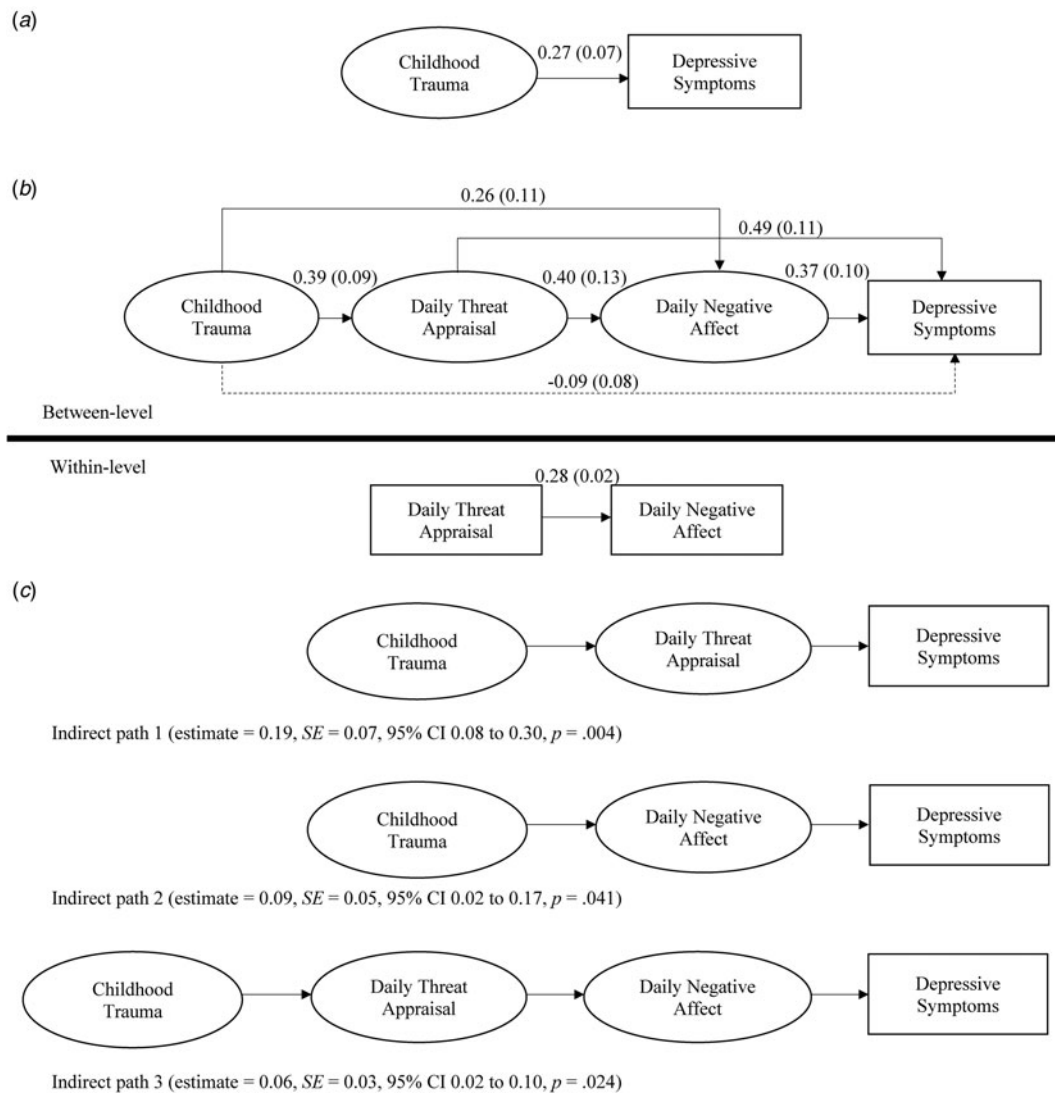 (a)
Childhood
Trauma
0.27 (0.07)
Depressive
Symptoms
(b)
0.26 (0.11)
0.49 (0.11)
0.39 (0.09)
0.40 (0.13)
0.37 (0.10)
Childhood
Trauma
Daily Threat
Appraisal
Daily Negative
Affect
Depressive
Symptoms
-0.09 (0.08)
Between-level
Within-level
0.28 (0.02)
Daily Threat
Appraisal
Daily Negative
Affect
(c)
Childhood
Trauma
Daily Threat
Appraisal
Depressive
Symptoms
Indirect path 1 (estimate = 0.19, SE = 0.07, 95% CI 0.08 to 0.30, p = .004)
Childhood
Trauma
Daily Negative
Affect
Depressive
Symptoms
Indirect path 2 (estimate = 0.09, SE = 0.05, 95% CI 0.02 to 0.17, p = .041)
Childhood
Trauma
Daily Threat
Appraisal
Daily Negative
Affect
Depressive
Symptoms
Indirect path 3 (estimate = 0.06, SE = 0.03, 95% CI 0.02 to 0.10, p = .024)